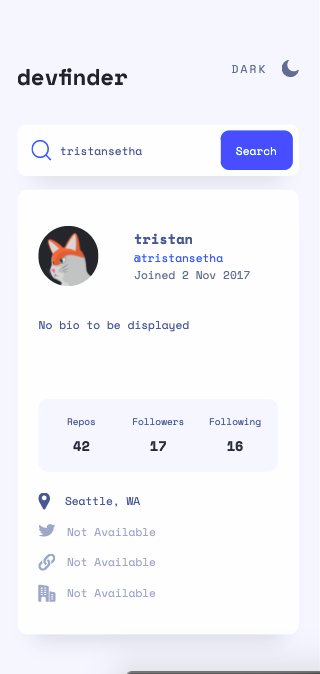 devfinder
DARK
tristansetha
Search
tristan
@tristansetha
Joined 2 Nov 2017
No bio to be displayed
Repos Followers Following
42 17 16
Seattle, WA
Not Available
Not Available
Not Available